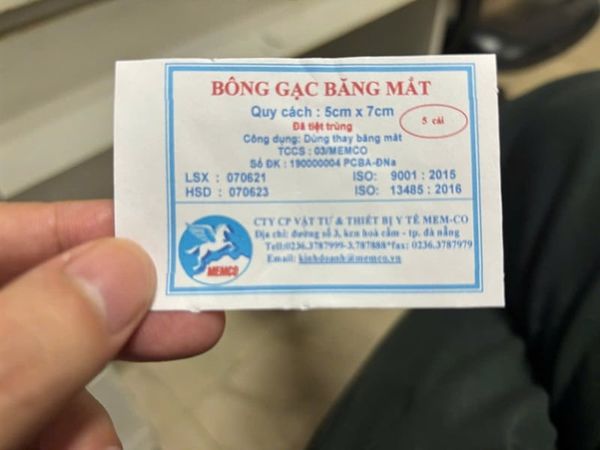 BÔNG GẠC BĂNG MẮT
Quy cách : 5cm x 7cm
5 cái
Đã tiệt trùng
Công dụng: Dùng thay băng mắt
TCCS : 03/MEMCO
Số ĐK : 190000004 PCBA-ĐNa
LSX : 070621 ISO: 9001 : 2015
HSD : 070623 ISO: 13485 : 2016
CTY CP VẬT TƯ & THIẾT BỊ Y TẾ MEM-CO
Địa chỉ: đường số 3, kcn hoà cầm - tp. đà nẵng
Tell:0236.3787999-3.787888*fax: 0236.3787979
Email: kinhdoanh@memco.vn
MEMCO